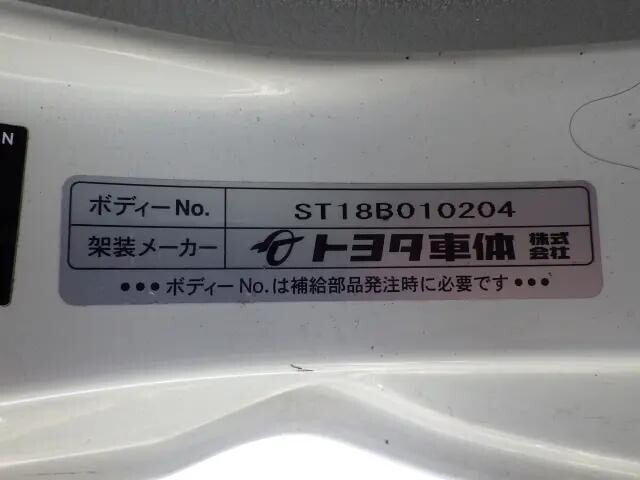 N
ボディーNo. ST18B010204
架装メーカー トヨタ車体 株式会社
•••ボディーNo.は補給部品発注時に必要です•••